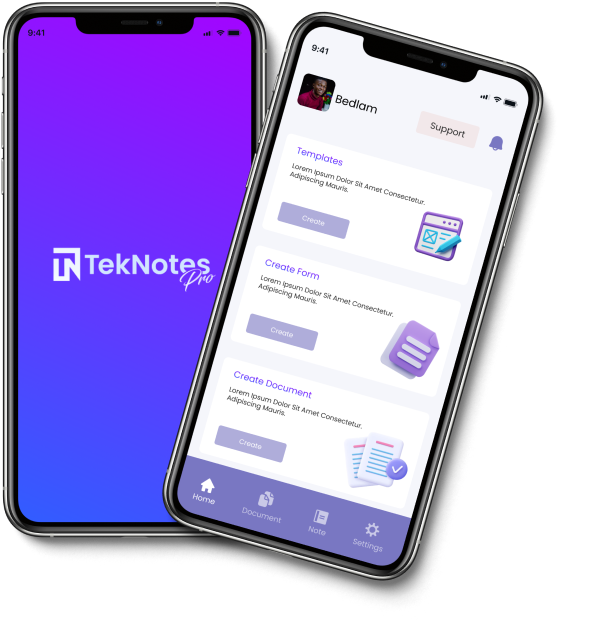 9:41
TN TekNotes
Pro
9:41
Bedlam
Support
Templates
Lorem Ipsum Dolor Sit Amet Consectetur.
Adipiscing Mauris.
Create
Create Form
Lorem Ipsum Dolor Sit Amet Consectetur.
Adipiscing Mauris.
Create
Create Document
Lorem Ipsum Dolor Sit Amet Consectetur.
Adipiscing Mauris.
Create
Home
Document
Note
Settings